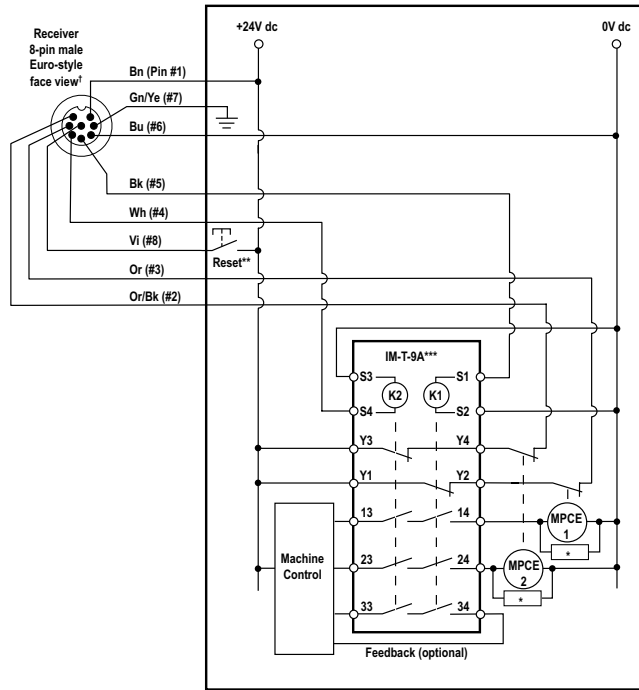 Receiver
8-pin male
Euro-style
face view†
+24V dc
0V dc
Bn (Pin #1)
Gn/Ye (#7)
Bu (#6)
Bk (#5)
Wh (#4)
Vi (#8)
Reset**
Or (#3)
Or/Bk (#2)
IM-T-9A***
S3
S1
K2
K1
S4
S2
Y3
Y4
Y1
Y2
13
14
MPCE
1
*
Machine
Control
23
24
MPCE
2
*
33
34
Feedback (optional)